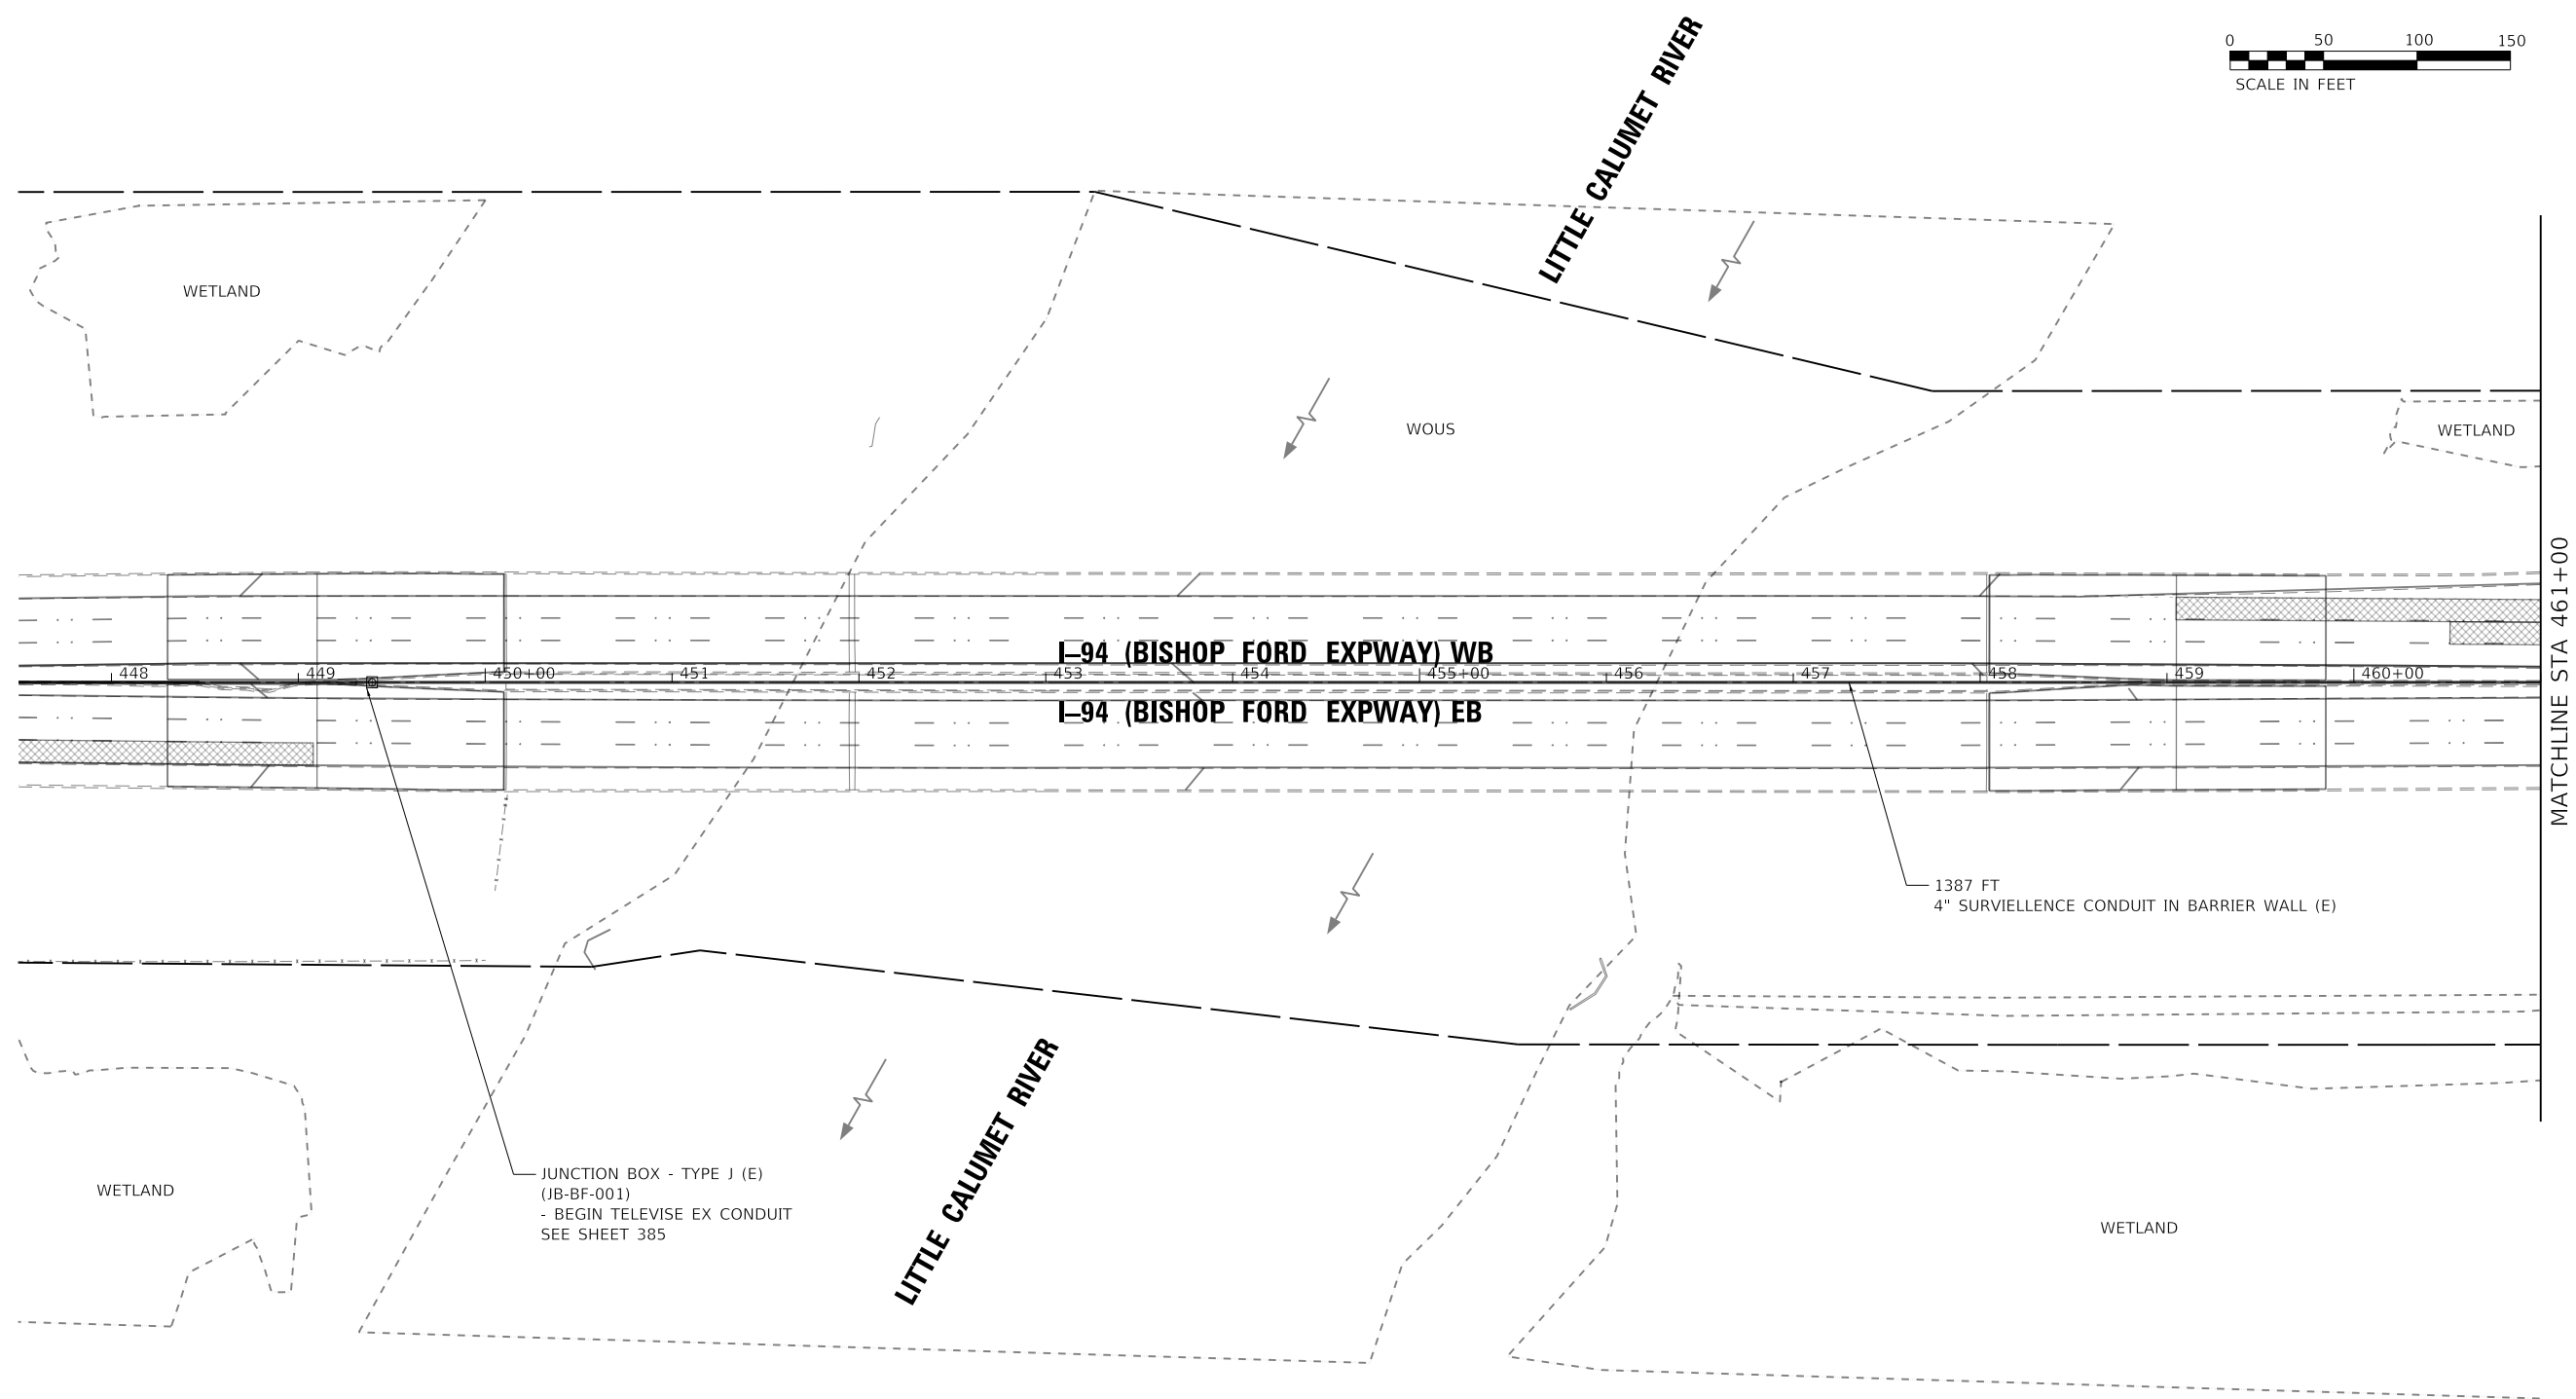 LITTLE CALUMET RIVER
0 50 100 150
SCALE IN FEET
WETLAND
WOUS
WETLAND
MATCHLINE STA 461+00
I–94 (BISHOP FORD EXPWAY) WB
448 449 450+00 451 452 453 454 455+00 456 457 458 459 460+00
I–94 (BISHOP FORD EXPWAY) EB
1387 FT
4" SURVIELLENCE CONDUIT IN BARRIER WALL (E)
LITTLE CALUMET RIVER
JUNCTION BOX - TYPE J (E)
(JB-BF-001)
- BEGIN TELEVISE EX CONDUIT
SEE SHEET 385
WETLAND
WETLAND